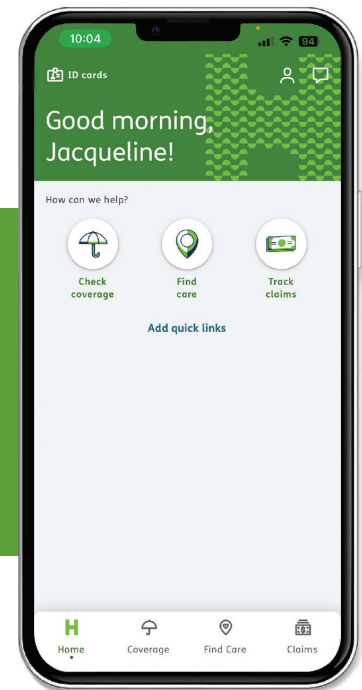 10:04
94
ID cards
Good morning,
Jacqueline!
How can we help?
Check
coverage
Find
care
Track
claims
Add quick links
H
Home
Coverage
Find Care
Claims